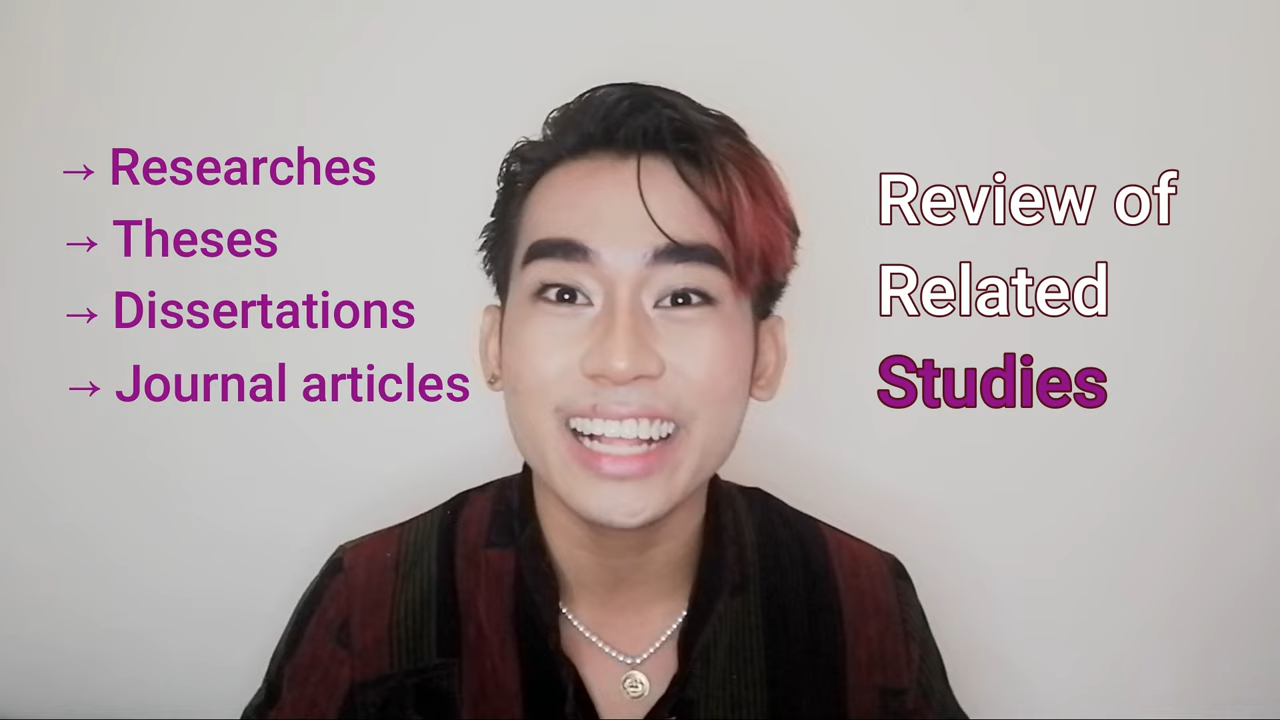 → Researches
→ Theses
→ Dissertations
→ Journal articles
Review of
Related
Studies